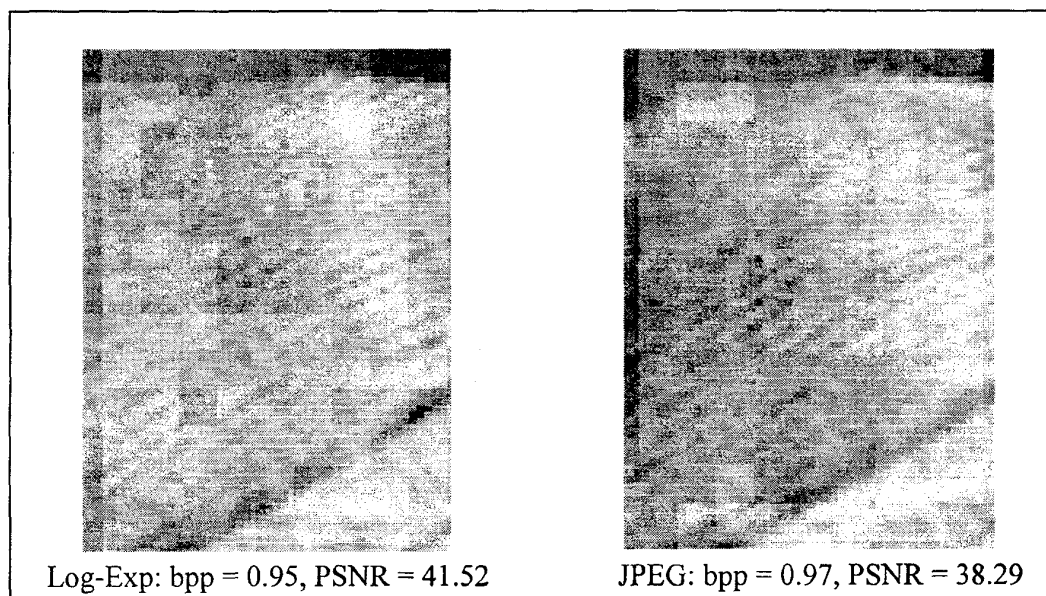 Log-Exp: bpp = 0.95, PSNR = 41.52
JPEG: bpp = 0.97, PSNR = 38.29